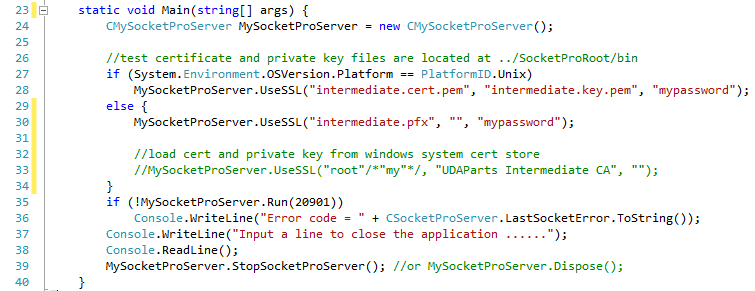 23 static void Main(string[] args) {
24 CMySocketProServer MySocketProServer = new CMySocketProServer();
25
26 //test certificate and private key files are located at ../SocketProRoot/bin
27 if (System.Environment.OSVersion.Platform == PlatformID.Unix)
28 MySocketProServer.UseSSL("intermediate.cert.pem", "intermediate.key.pem", "mypassword");
29 else {
30 MySocketProServer.UseSSL("intermediate.pfx", "", "mypassword");
31
32 //load cert and private key from windows system cert store
33 //MySocketProServer.UseSSL("root"/*"my"*/, "UDAParts Intermediate CA", "");
34 }
35 if (!MySocketProServer.Run(20901))
36 Console.WriteLine("Error code = " + CSocketProServer.LastSocketError.ToString());
37 Console.WriteLine("Input a line to close the application ......");
38 Console.ReadLine();
39 MySocketProServer.StopSocketProServer(); //or MySocketProServer.Dispose();
40 }